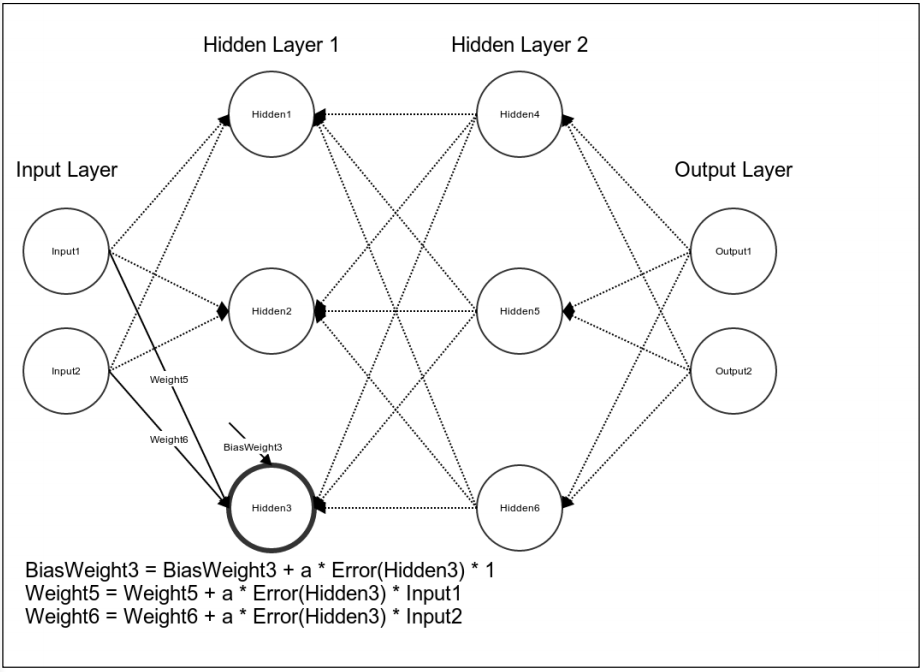 Hidden Layer 1
Hidden Layer 2
Hidden1
Hidden4
Input Layer
Output Layer
Input1
Output1
Hidden2
Hidden5
Input2
Output2
Weight5
Weight6
BiasWeight3
Hidden3
Hidden6
BiasWeight3 = BiasWeight3 + a * Error(Hidden3) * 1
Weight5 = Weight5 + a * Error(Hidden3) * Input1
Weight6 = Weight6 + a * Error(Hidden3) * Input2